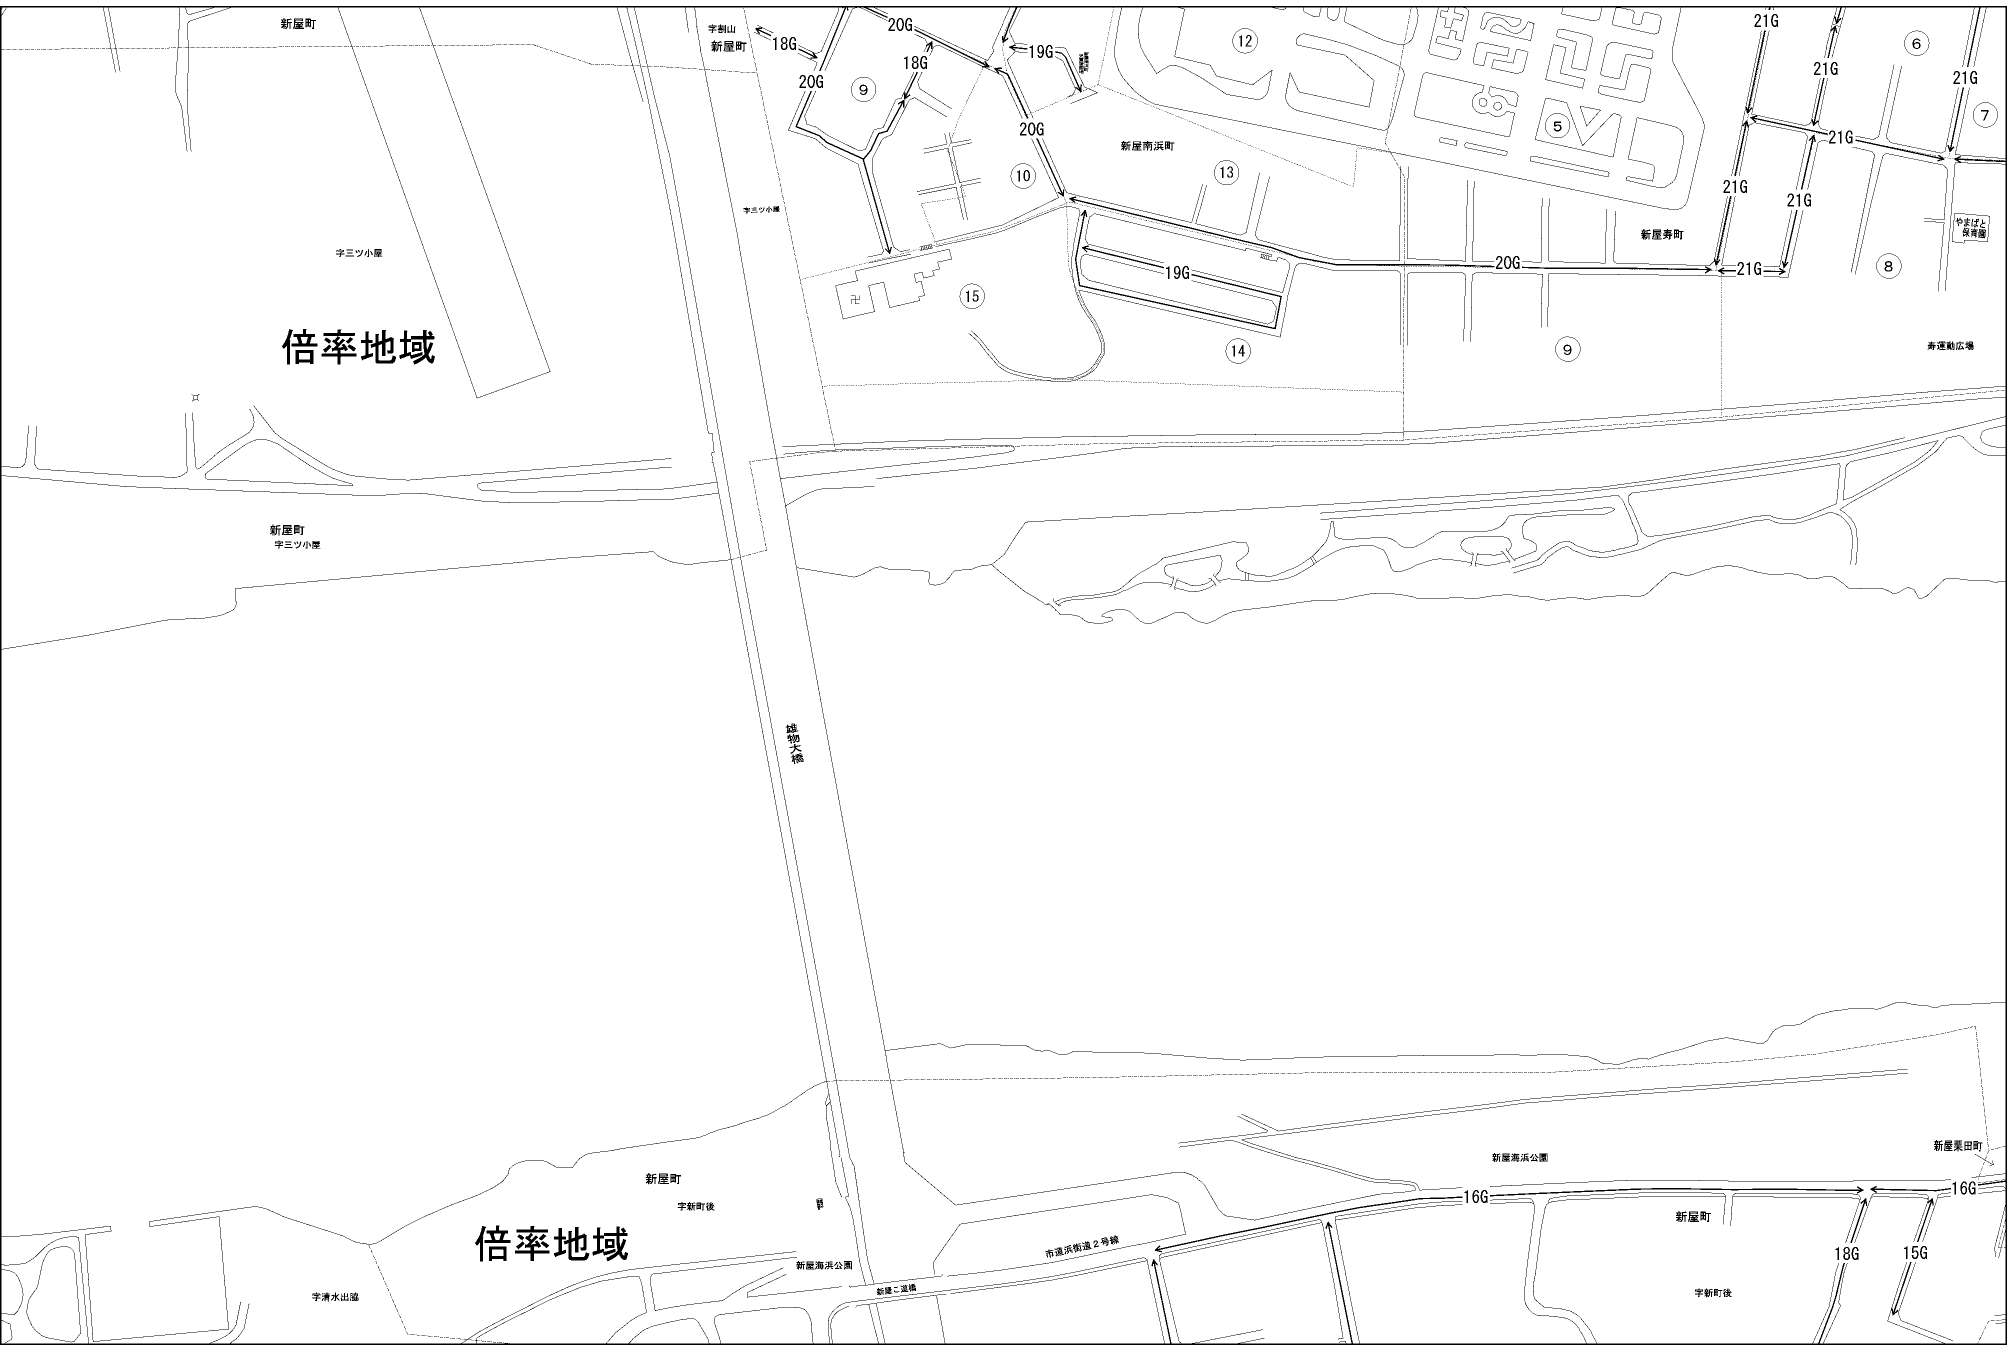 新屋町
字割山
新屋町
18G
20G
20G
18G
19G
9
12
5
21G
21G
6
21G
7
20G
10
新屋南浜町
13
21G
21G
21G
字三ツ小屋
字三ツ小屋
新屋寿町
やまばと
保育園
8
20G
21G
19G
15
14
9
寿運動広場
倍率地域
新屋町
字三ツ小屋
雄物大橋
新屋栗田町
新屋海浜公園
16G
16G
新屋町
字新町後
新屋町
18G
15G
倍率地域
市道浜街道2号線
新屋海浜公園
字清水出脇
字新町後